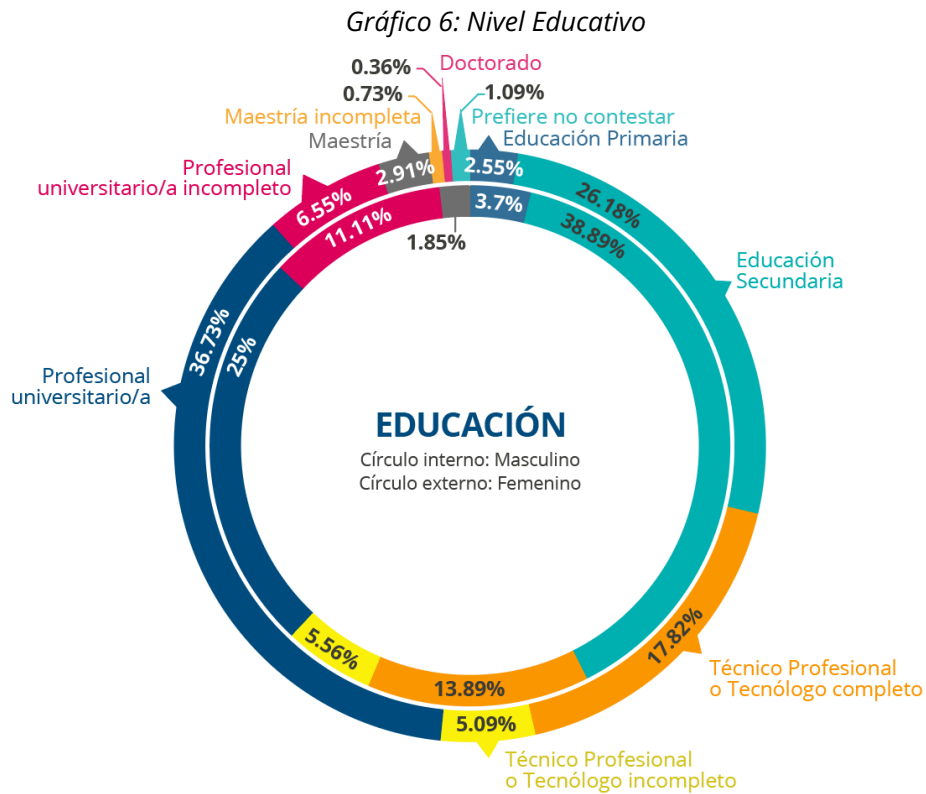 Gráfico 6: Nivel Educativo
0.36%
Doctorado
0.73%
1.09%
Maestría incompleta
Prefiere no contestar
Maestría
Educación Primaria
2.91%
2.55%
Profesional
universitario/a incompleto
6.55%
26.18%
11.11%
1.85%
3.7%
38.89%
Educación
Secundaria
36.73%
25%
Profesional
universitario/a
EDUCACIÓN
Círculo interno: Masculino
Círculo externo: Femenino
17.82%
5.56%
13.89%
5.09%
Técnico Profesional
o Tecnólogo completo
Técnico Profesional
o Tecnólogo incompleto